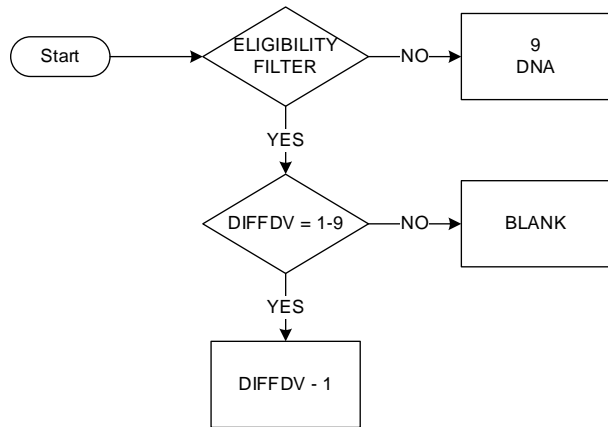 Start
ELIGIBILITY
FILTER
NO
9
DNA
YES
DIFFDV = 1-9
NO
BLANK
YES
DIFFDV - 1